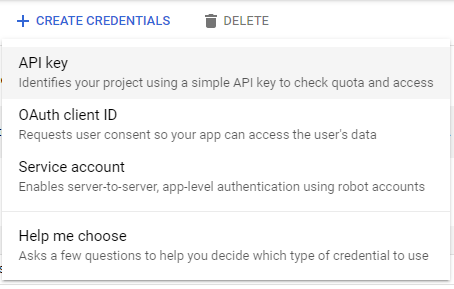 + CREATE CREDENTIALS DELETE
API key
Identifies your project using a simple API key to check quota and access
OAuth client ID
Requests user consent so your app can access the user's data
Service account
Enables server-to-server, app-level authentication using robot accounts
Help me choose
Asks a few questions to help you decide which type of credential to use